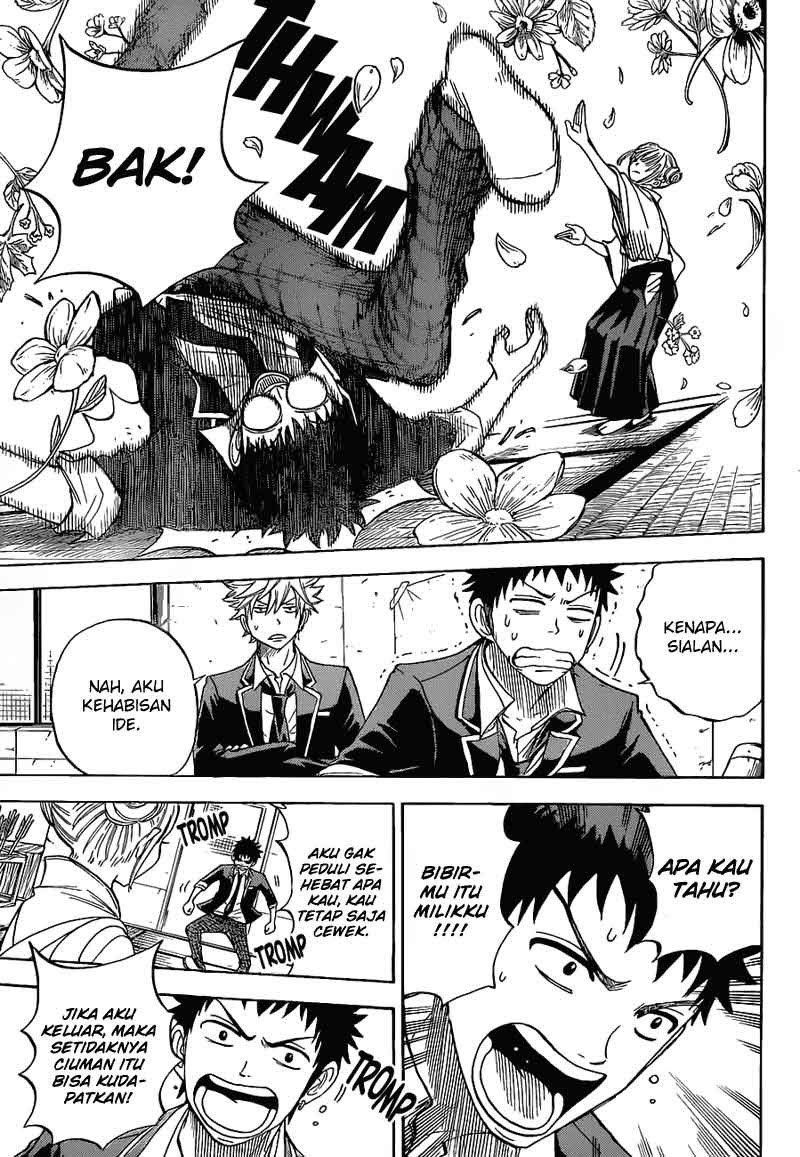 THWAM
BAK!
KENAPA...
SIALAN...
NAH, AKU
KEHABISAN
IDE.
APA KAU
TAHU?
BIBIR-
MU ITU
MILIKKU
!!!!
TROMP
AKU GAK
PEDULI SE-
HEBAT APA
KAU, KAU
TETAP SAJA
CEWEK.
TROMP
JIKA AKU
KELUAR, MAKA
SETIDAKNYA
CIUMAN ITU
BISA KUDA-
PATKAN!
TROMP